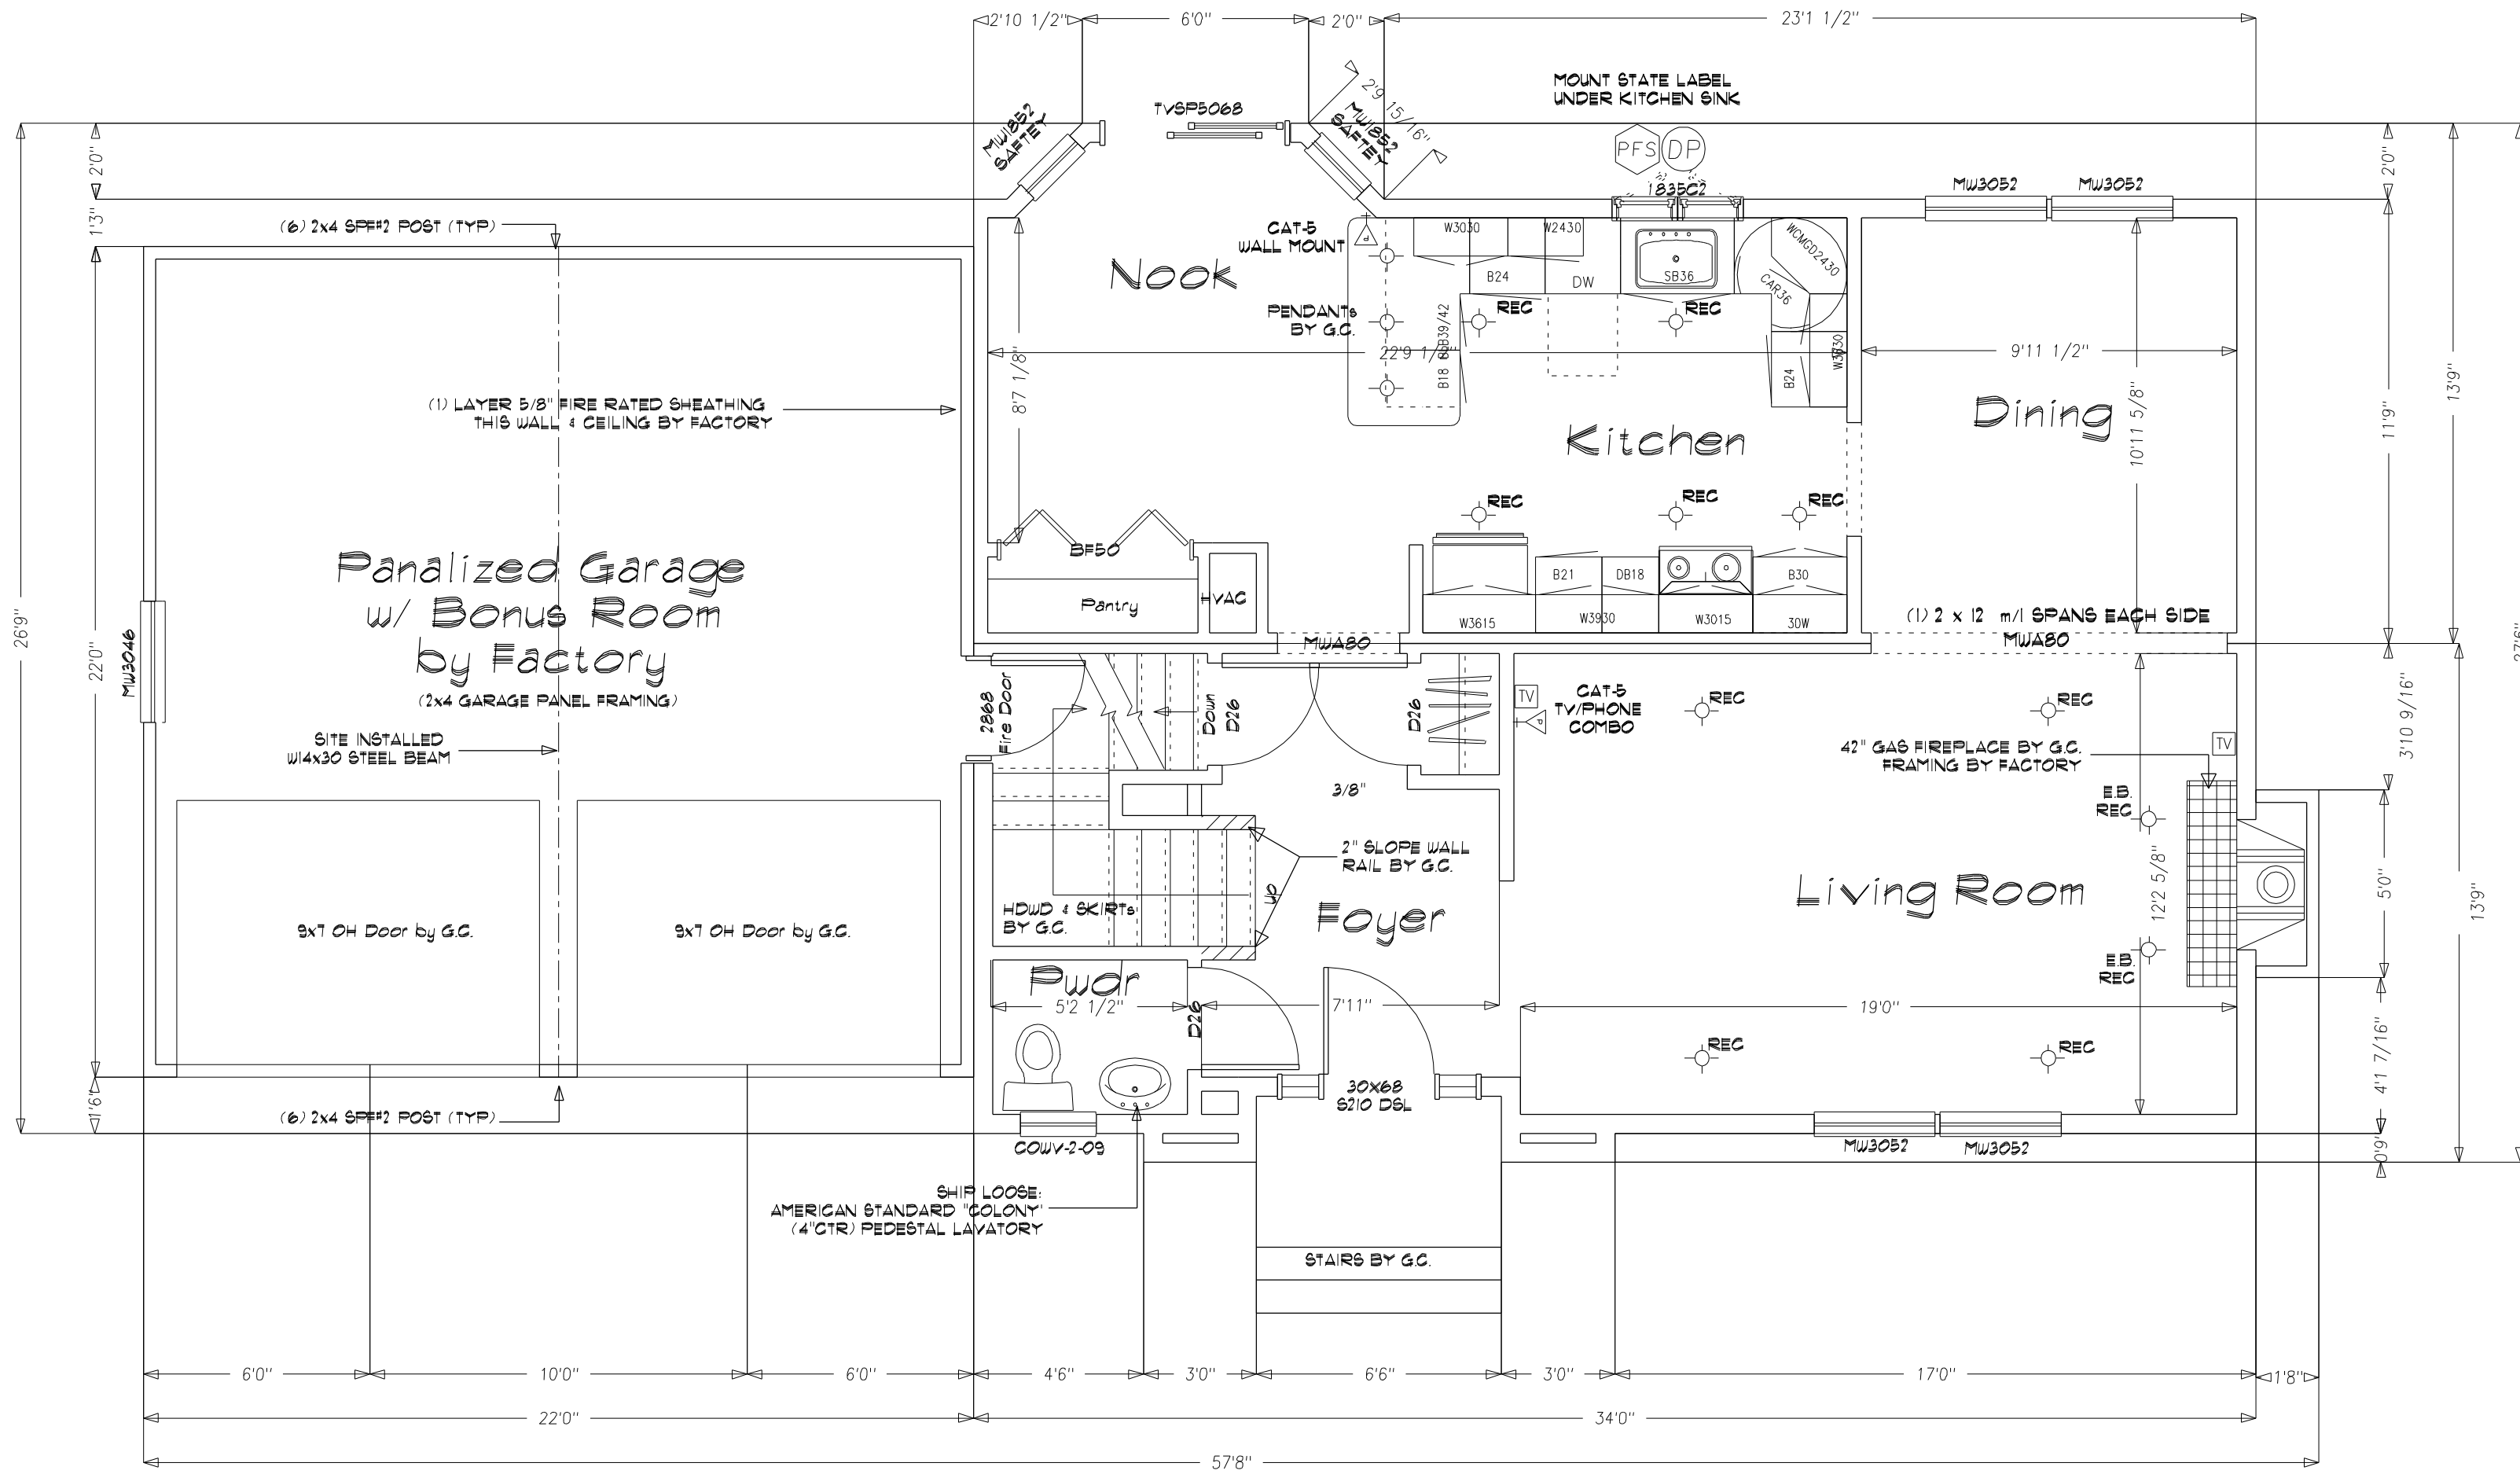 2'10 1/2"
6'0"
2'0"
23'1 1/2"
MOUNT STATE LABEL
UNDER KITCHEN SINK
TVSP5068
MW1852
SAFTEY
2'9 15/16"
MW1852
SAFTEY
PFS
DP
1835C2
MW3052
MW3052
2'0"
2'0"
1'3"
(6) 2x4 SPF#2 POST (TYP)
CAT-5
WALL MOUNT
W3030
W2430
WCMGD2430
Nook
B24
DW
SB36
CAR36
PENDANTs
BY G.C.
REC
REC
B18
BSB39/42
W3630
B24
22'9 1/8"
9'11 1/2"
8'7 1/8"
10'11 5/8"
11'9"
13'9"
(1) LAYER 5/8" FIRE RATED SHEATHING
THIS WALL & CEILING BY FACTORY
Kitchen
Dining
REC
REC
REC
Panalized Garage
w/ Bonus Room
by Factory
(2x4 GARAGE PANEL FRAMING)
BF50
Pantry
HVAC
B21
DB18
B30
W3615
W3930
W3015
30W
(1) 2 x 12 m/l SPANS EACH SIDE
MWA80
MWA80
26'9"
22'0"
MW3046
27'6"
SITE INSTALLED
W14x30 STEEL BEAM
2868
Fire Door
Down
D26
D26
TV
CAT-5
TV/PHONE
COMBO
REC
REC
42" GAS FIREPLACE BY G.C.
FRAMING BY FACTORY
TV
3'10 9/16"
3/8"
E.B.
REC
2" SLOPE WALL
RAIL BY G.C.
HDWD & SKIRTs
BY G.C.
Foyer
Living Room
12'2 5/8"
5'0"
13'9"
9x7 OH Door by G.C.
9x7 OH Door by G.C.
E.B.
REC
Pwdr
5'2 1/2"
D26
7'11"
19'0"
REC
REC
4'1 7/16"
30X68
S210 DSL
1'6"
(6) 2x4 SPF#2 POST (TYP)
COWV-2-09
MW3052
MW3052
0'9"
SHIP LOOSE:
AMERICAN STANDARD "COLONY"
(4"CTR) PEDESTAL LAVATORY
STAIRS BY G.C.
6'0"
10'0"
6'0"
4'6"
3'0"
6'6"
3'0"
17'0"
1'8"
22'0"
34'0"
57'8"